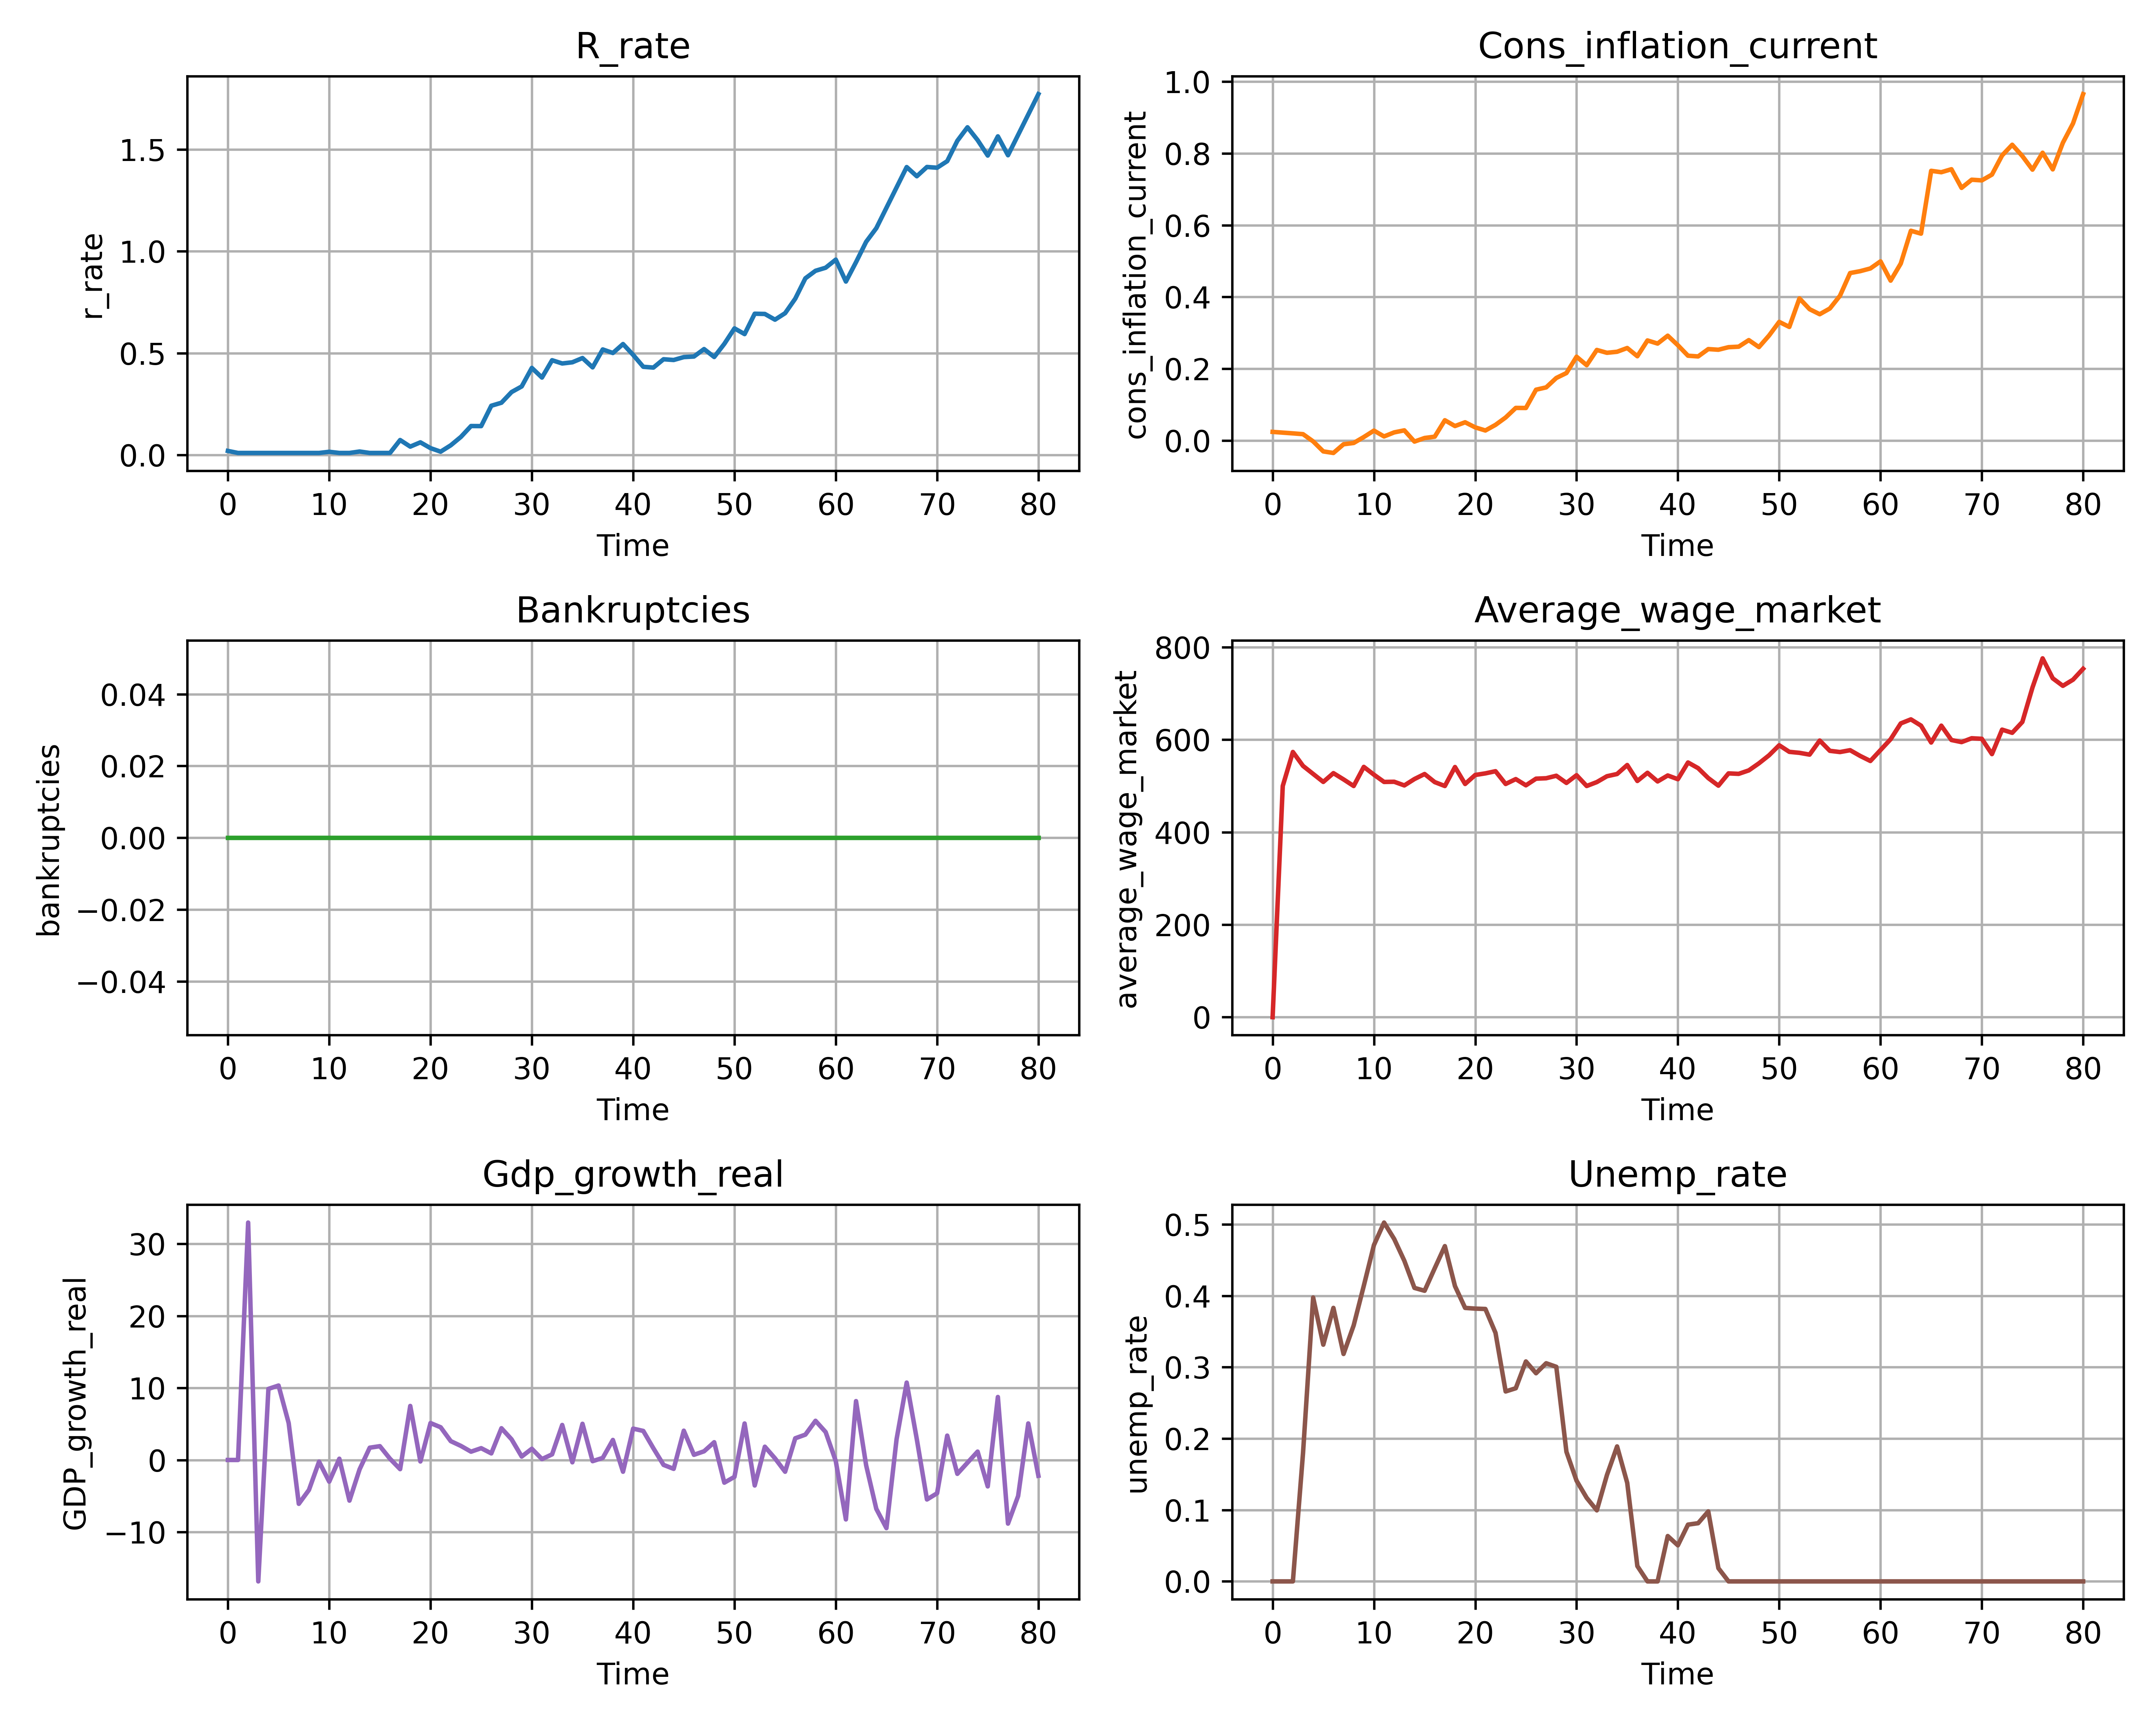 R_rate
r_rate
1.5
1.0
0.5
0.0
0 10 20 30 40 50 60 70 80
Time
Cons_inflation_current
cons_inflation_current
1.0
0.8
0.6
0.4
0.2
0.0
0 10 20 30 40 50 60 70 80
Time
Bankruptcies
bankruptcies
0.04
0.02
0.00
−0.02
−0.04
0 10 20 30 40 50 60 70 80
Time
Average_wage_market
average_wage_market
800
600
400
200
0
0 10 20 30 40 50 60 70 80
Time
Gdp_growth_real
GDP_growth_real
30
20
10
0
−10
0 10 20 30 40 50 60 70 80
Time
Unemp_rate
unemp_rate
0.5
0.4
0.3
0.2
0.1
0.0
0 10 20 30 40 50 60 70 80
Time